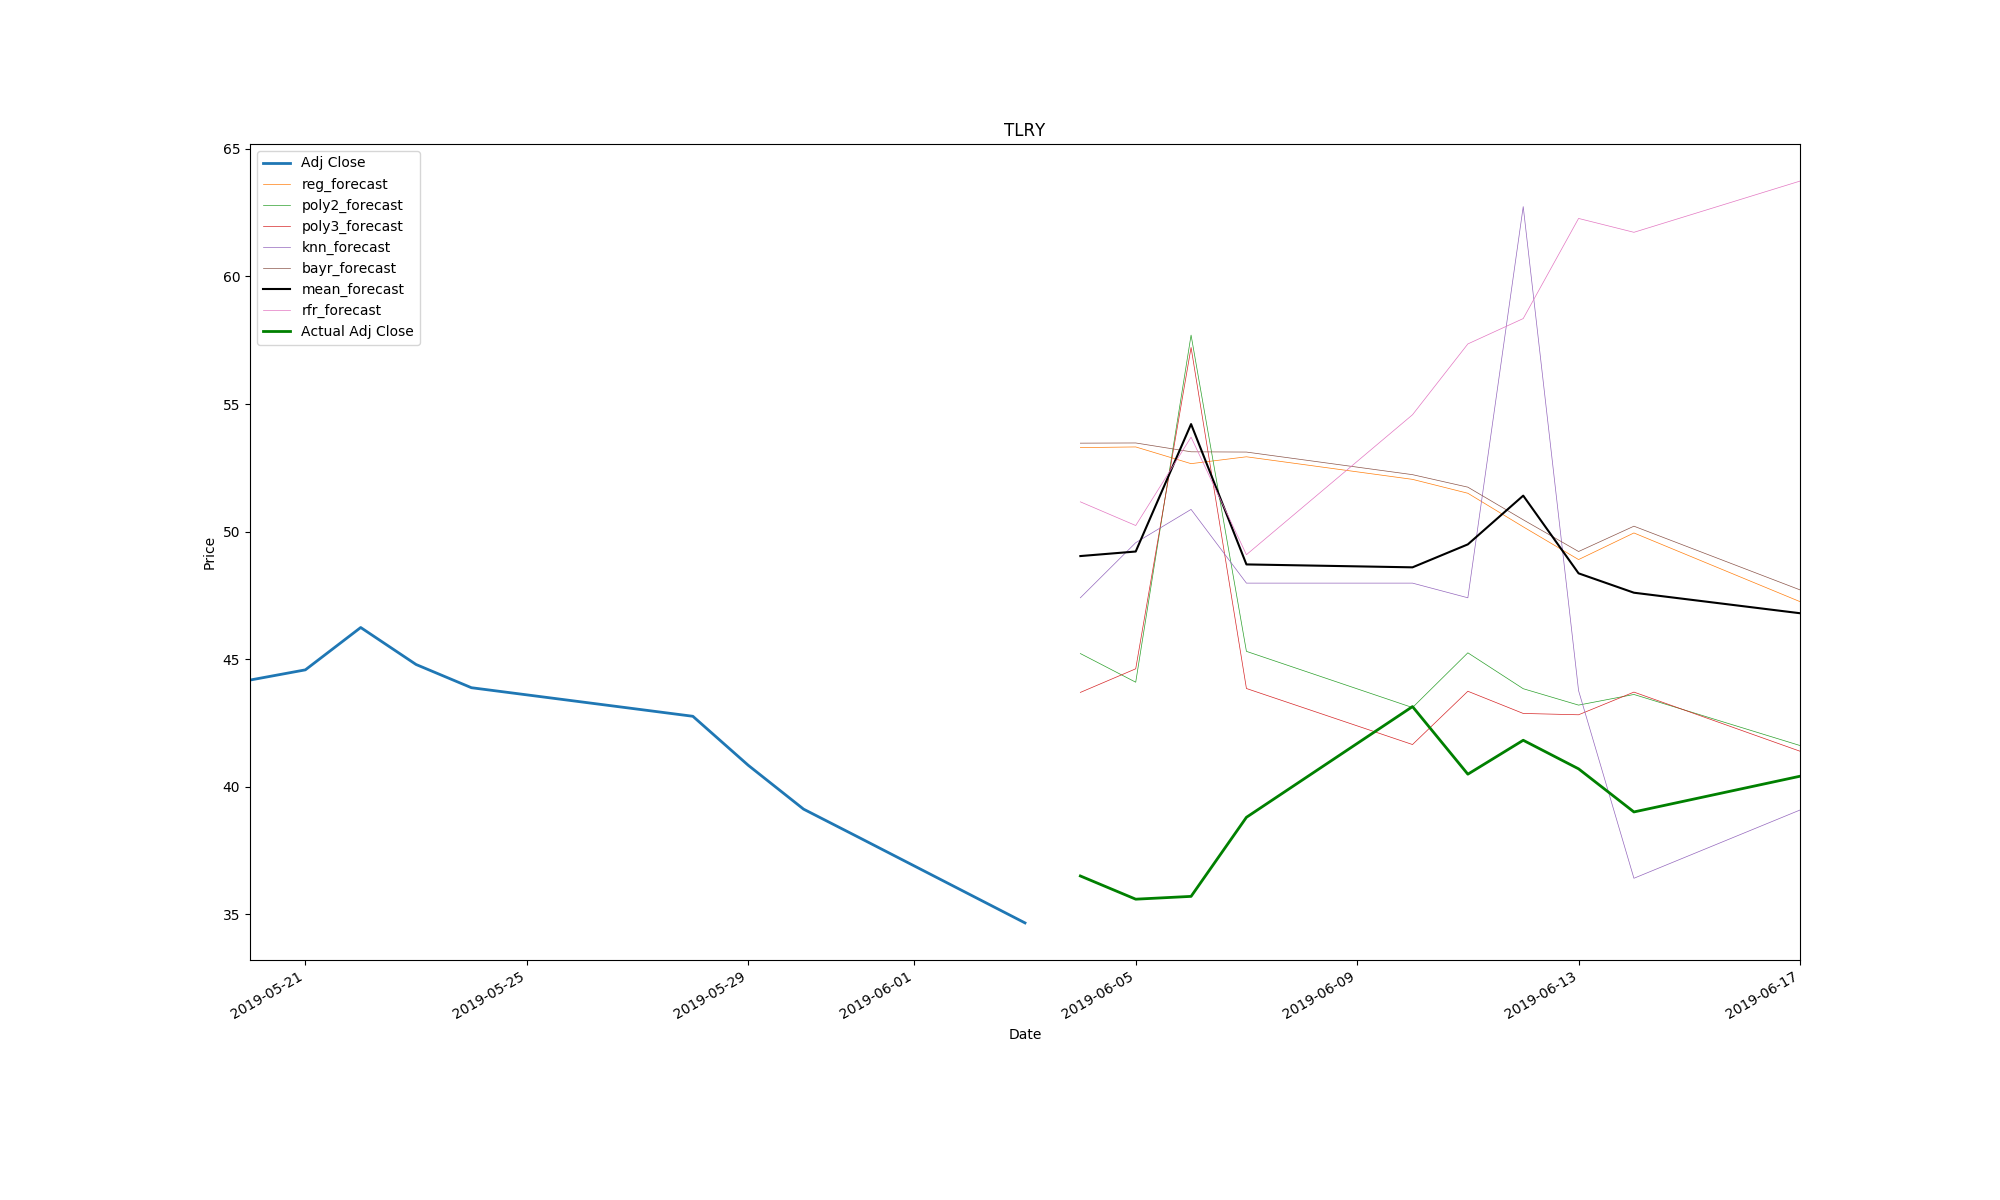 TLRY
65
60
55
50
45
40
35
Price
Adj Close
reg_forecast
poly2_forecast
poly3_forecast
knn_forecast
bayr_forecast
mean_forecast
rfr_forecast
Actual Adj Close
2019-05-21
2019-05-25
2019-05-29
2019-06-01
2019-06-05
2019-06-09
2019-06-13
2019-06-17
Date